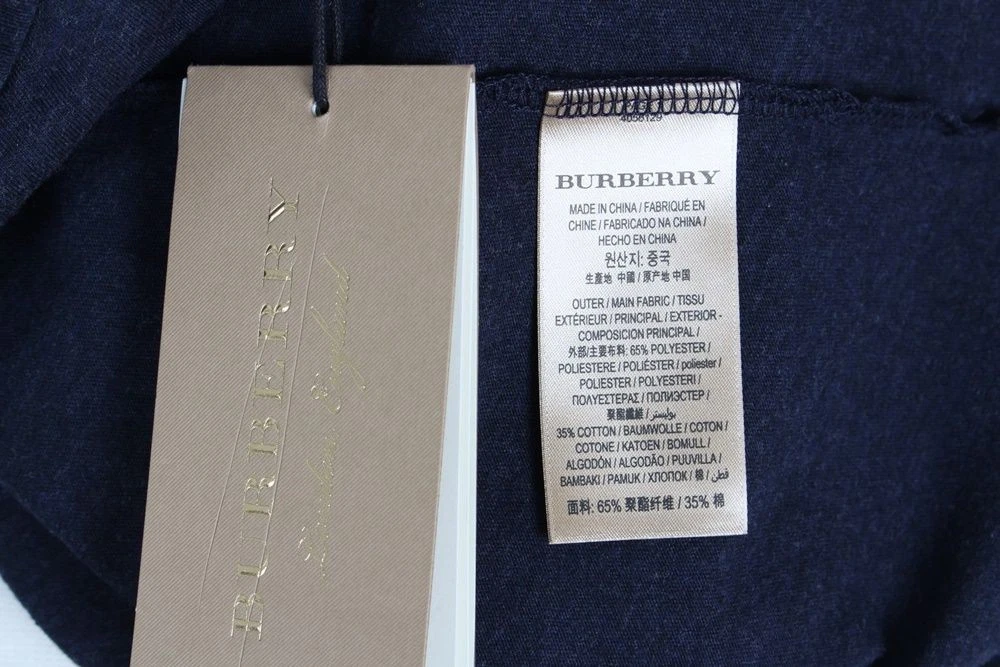 BURBERRY
London England
4056129
BURBERRY
MADE IN CHINA / FABRIQUÉ EN
CHINE / FABRICADO NA CHINA /
HECHO EN CHINA
원산지: 중국
生產地 中國 / 原产地 中国
OUTER / MAIN FABRIC / TISSU
EXTÉRIEUR / PRINCIPAL / EXTERIOR -
COMPOSICION PRINCIPAL /
外部/主要布料: 65% POLYESTER /
POLIESTERE / POLIÉSTER / poliester /
POLIESTER / POLYESTERI /
ΠΟΛΥΕΣΤΕΡΑΣ / ПОЛИЭСТЕР /
聚酯纖維 / بوليستر /
35% COTTON / BAUMWOLLE / COTON /
COTONE / KATOEN / BOMULL /
ALGODÓN / ALGODÃO / PUUVILLA /
BAMBAKI / PAMUK / ХЛОПОК / 棉 / قطن /
面料: 65% 聚酯纤维 / 35% 棉